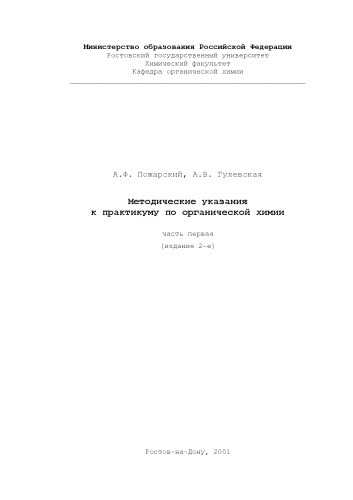 Министерство образования Российской Федерации
Ростовский государственный университет
Химический факультет
Кафедра органической химии
А.Ф. Пожарский, А.В. Гулевская
Методические указания
к практикуму по органической химии
часть первая
(издание 2-е)
Ростов-на-Дону, 2001